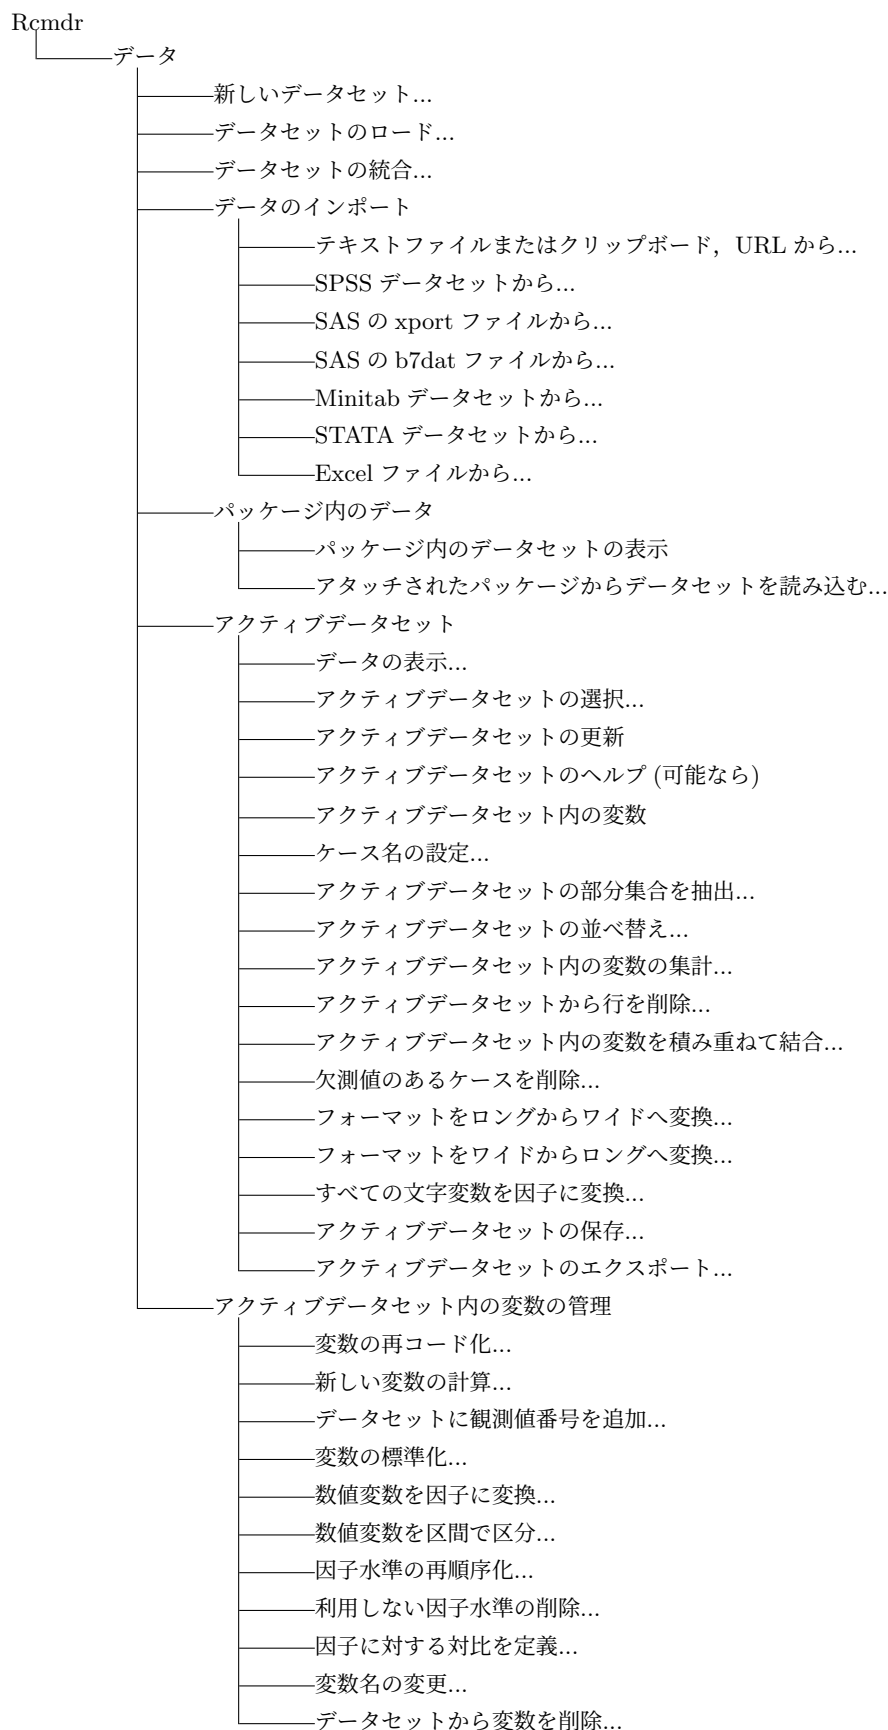 Rcmdr
データ
新しいデータセット...
データセットのロード...
データセットの統合...
データのインポート
テキストファイルまたはクリップボード，URL から...
SPSS データセットから...
SAS の xport ファイルから...
SAS の b7dat ファイルから...
Minitab データセットから...
STATA データセットから...
Excel ファイルから...
パッケージ内のデータ
パッケージ内のデータセットの表示
アタッチされたパッケージからデータセットを読み込む...
アクティブデータセット
データの表示...
アクティブデータセットの選択...
アクティブデータセットの更新
アクティブデータセットのヘルプ (可能なら)
アクティブデータセット内の変数
ケース名の設定...
アクティブデータセットの部分集合を抽出...
アクティブデータセットの並べ替え...
アクティブデータセット内の変数の集計...
アクティブデータセットから行を削除...
アクティブデータセット内の変数を積み重ねて結合...
欠測値のあるケースを削除...
フォーマットをロングからワイドへ変換...
フォーマットをワイドからロングへ変換...
すべての文字変数を因子に変換...
アクティブデータセットの保存...
アクティブデータセットのエクスポート...
アクティブデータセット内の変数の管理
変数の再コード化...
新しい変数の計算...
データセットに観測値番号を追加...
変数の標準化...
数値変数を因子に変換...
数値変数を区間で区分...
因子水準の再順序化...
利用しない因子水準の削除...
因子に対する対比を定義...
変数名の変更...
データセットから変数を削除...